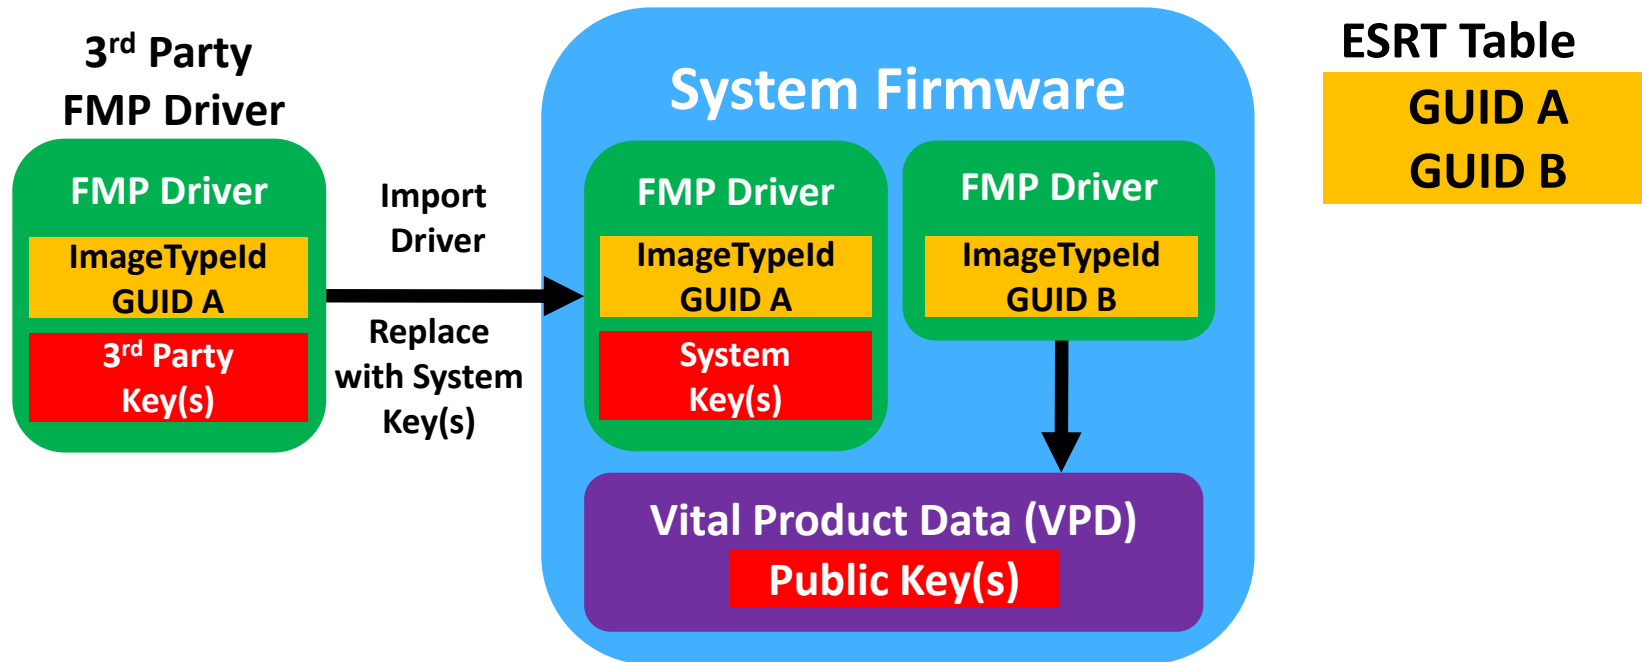 3rd Party
FMP Driver
FMP Driver
ImageTypeId
GUID A
3rd Party
Key(s)
Import
Driver
Replace
with System
Key(s)
System Firmware
FMP Driver
ImageTypeId
GUID A
System
Key(s)
FMP Driver
ImageTypeId
GUID B
Vital Product Data (VPD)
Public Key(s)
ESRT Table
GUID A
GUID B